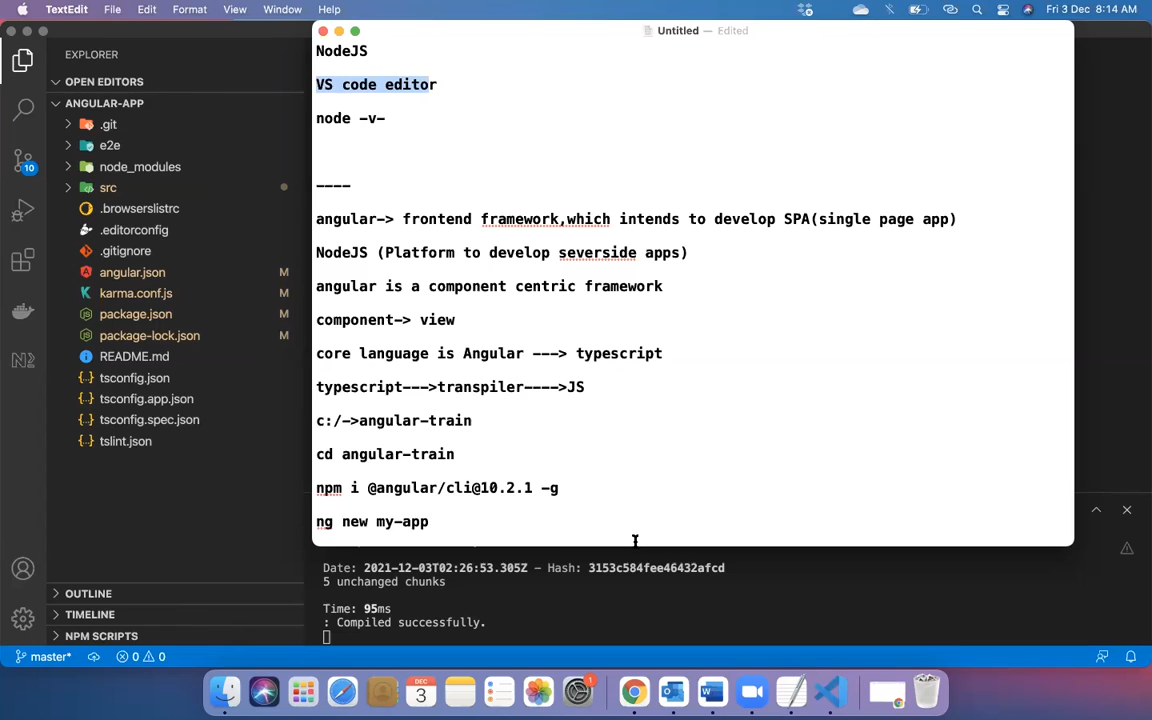 TextEdit File Edit Format View Window Help Fri 3 Dec 8:14 AM
Untitled — Edited
EXPLORER
OPEN EDITORS
ANGULAR-APP
.git
e2e
node_modules
src
.browserslistrc
.editorconfig
.gitignore
angular.json M
karma.conf.js M
package.json M
package-lock.json M
README.md
tsconfig.json
tsconfig.app.json
tsconfig.spec.json
tslint.json
OUTLINE
TIMELINE
NPM SCRIPTS
10
NodeJS
VS code editor
node -v-
----
angular-> frontend framework,which intends to develop SPA(single page app)
NodeJS (Platform to develop severside apps)
angular is a component centric framework
component-> view
core language is Angular ---> typescript
typescript--->transpiler---->JS
c:/->angular-train
cd angular-train
npm i @angular/cli@10.2.1 -g
ng new my-app
Date: 2021-12-03T02:26:53.305Z - Hash: 3153c584fee46432afcd
5 unchanged chunks
Time: 95ms
: Compiled successfully.
master* 0 0
DEC
3
1